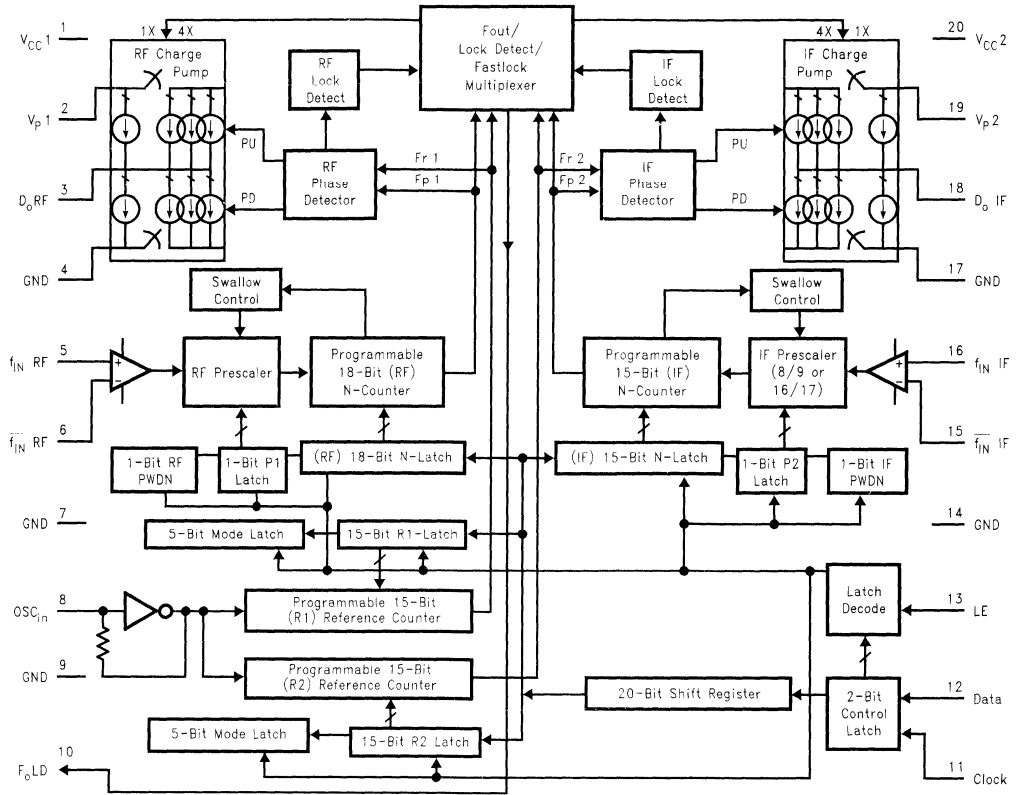 1
V_CC 1
2
V_P 1
3
D_o RF
4
GND
5
f_IN RF
6
f̅_I̅N̅ RF
7
GND
8
OSC_in
9
GND
10
F_o LD
1X 4X
RF Charge
Pump
RF
Lock
Detect
Fout/
Lock Detect/
Fastlock
Multiplexer
IF
Lock
Detect
4X 1X
IF Charge
Pump
PU
PD
RF
Phase
Detector
Fr 1
Fp 1
Fr 2
Fp 2
IF
Phase
Detector
PU
PD
Swallow
Control
+
−
RF Prescaler
Programmable
18-Bit (RF)
N-Counter
Programmable
15-Bit (IF)
N-Counter
Swallow
Control
IF Prescaler
(8/9 or
16/17)
+
−
1-Bit RF
PWDN
1-Bit P1
Latch
(RF) 18-Bit N-Latch
(IF) 15-Bit N-Latch
1-Bit P2
Latch
1-Bit IF
PWDN
5-Bit Mode Latch
15-Bit R1-Latch
Programmable 15-Bit
(R1) Reference Counter
Programmable 15-Bit
(R2) Reference Counter
5-Bit Mode Latch
15-Bit R2 Latch
20-Bit Shift Register
Latch
Decode
2-Bit
Control
Latch
20
V_CC 2
19
V_P 2
18
D_o IF
17
GND
16
f_IN IF
15
f̅_I̅N̅ IF
14
GND
13
LE
12
Data
11
Clock